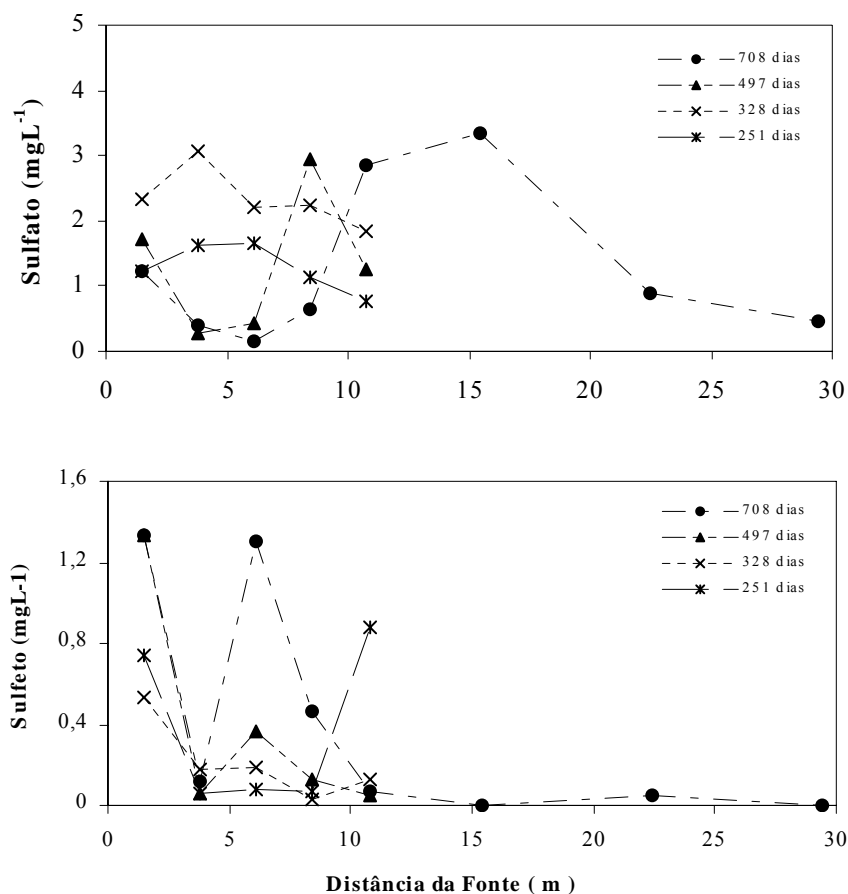 5
4
3
2
1
0
Sulfato (mgL-1)
708 dias
497 dias
328 dias
251 dias
0 5 10 15 20 25 30
1,6
1,2
0,8
0,4
0
Sulfeto (mgL-1)
708 dias
497 dias
328 dias
251 dias
0 5 10 15 20 25 30
Distância da Fonte ( m )